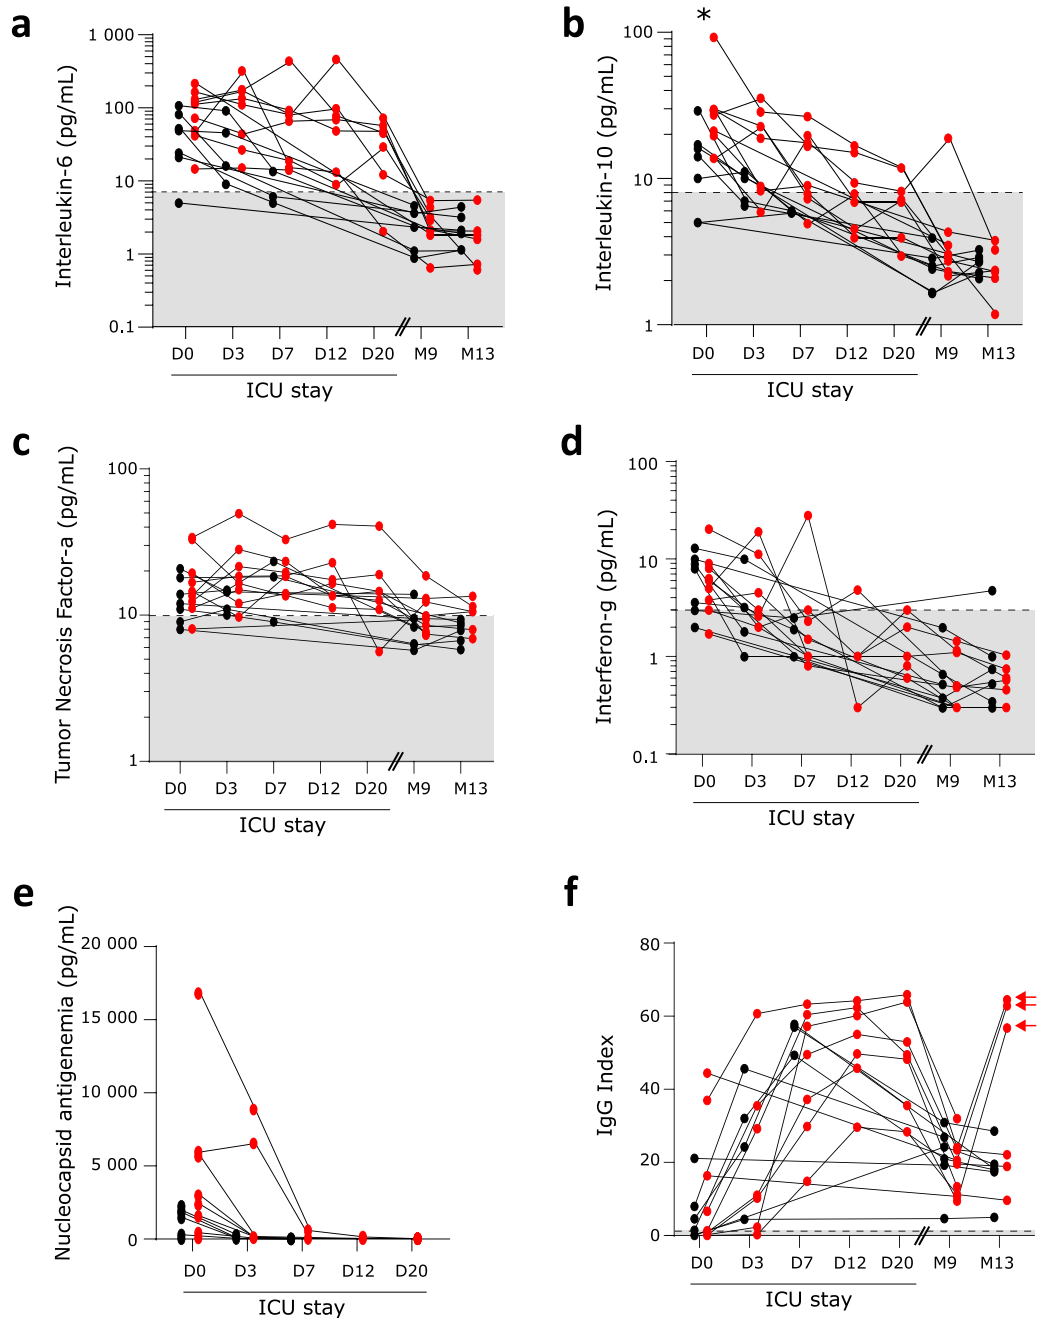 a
Interleukin-6 (pg/mL)
1 000
100
10
1
0.1
D0 D3 D7 D12 D20 M9 M13
ICU stay
b
*
Interleukin-10 (pg/mL)
100
10
1
D0 D3 D7 D12 D20 M9 M13
ICU stay
c
Tumor Necrosis Factor-a (pg/mL)
100
10
1
D0 D3 D7 D12 D20 M9 M13
ICU stay
d
Interferon-g (pg/mL)
100
10
1
0.1
D0 D3 D7 D12 D20 M9 M13
ICU stay
e
Nucleocapsid antigenemia (pg/mL)
20 000
15 000
10 000
5 000
0
D0 D3 D7 D12 D20
ICU stay
f
IgG Index
80
60
40
20
0
D0 D3 D7 D12 D20 M9 M13
ICU stay